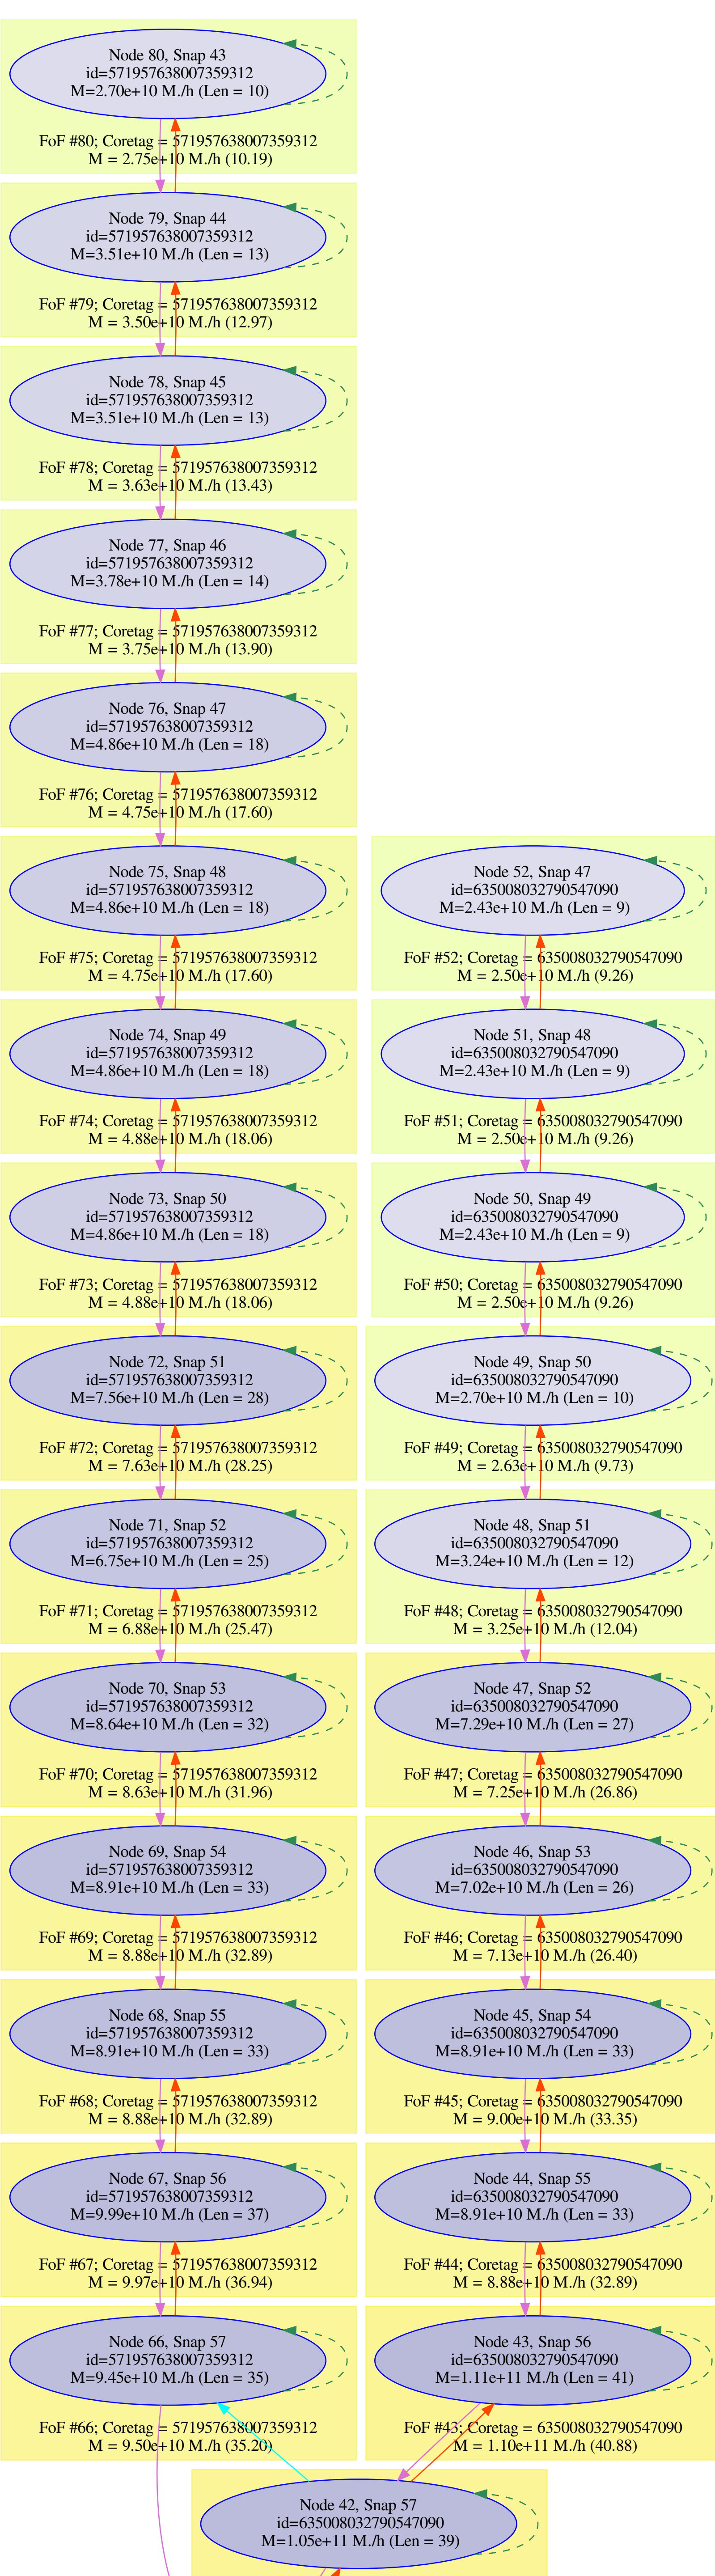 Node 80, Snap 43
id=571957638007359312
M=2.70e+10 M./h (Len = 10)
FoF #80; Coretag = 571957638007359312
M = 2.75e+10 M./h (10.19)
Node 79, Snap 44
id=571957638007359312
M=3.51e+10 M./h (Len = 13)
FoF #79; Coretag = 571957638007359312
M = 3.50e+10 M./h (12.97)
Node 78, Snap 45
id=571957638007359312
M=3.51e+10 M./h (Len = 13)
FoF #78; Coretag = 571957638007359312
M = 3.63e+10 M./h (13.43)
Node 77, Snap 46
id=571957638007359312
M=3.78e+10 M./h (Len = 14)
FoF #77; Coretag = 571957638007359312
M = 3.75e+10 M./h (13.90)
Node 76, Snap 47
id=571957638007359312
M=4.86e+10 M./h (Len = 18)
FoF #76; Coretag = 571957638007359312
M = 4.75e+10 M./h (17.60)
Node 75, Snap 48
id=571957638007359312
M=4.86e+10 M./h (Len = 18)
FoF #75; Coretag = 571957638007359312
M = 4.75e+10 M./h (17.60)
Node 74, Snap 49
id=571957638007359312
M=4.86e+10 M./h (Len = 18)
FoF #74; Coretag = 571957638007359312
M = 4.88e+10 M./h (18.06)
Node 73, Snap 50
id=571957638007359312
M=4.86e+10 M./h (Len = 18)
FoF #73; Coretag = 571957638007359312
M = 4.88e+10 M./h (18.06)
Node 72, Snap 51
id=571957638007359312
M=7.56e+10 M./h (Len = 28)
FoF #72; Coretag = 571957638007359312
M = 7.63e+10 M./h (28.25)
Node 71, Snap 52
id=571957638007359312
M=6.75e+10 M./h (Len = 25)
FoF #71; Coretag = 571957638007359312
M = 6.88e+10 M./h (25.47)
Node 70, Snap 53
id=571957638007359312
M=8.64e+10 M./h (Len = 32)
FoF #70; Coretag = 571957638007359312
M = 8.63e+10 M./h (31.96)
Node 69, Snap 54
id=571957638007359312
M=8.91e+10 M./h (Len = 33)
FoF #69; Coretag = 571957638007359312
M = 8.88e+10 M./h (32.89)
Node 68, Snap 55
id=571957638007359312
M=8.91e+10 M./h (Len = 33)
FoF #68; Coretag = 571957638007359312
M = 8.88e+10 M./h (32.89)
Node 67, Snap 56
id=571957638007359312
M=9.99e+10 M./h (Len = 37)
FoF #67; Coretag = 571957638007359312
M = 9.97e+10 M./h (36.94)
Node 66, Snap 57
id=571957638007359312
M=9.45e+10 M./h (Len = 35)
FoF #66; Coretag = 571957638007359312
M = 9.50e+10 M./h (35.20)
Node 52, Snap 47
id=635008032790547090
M=2.43e+10 M./h (Len = 9)
FoF #52; Coretag = 635008032790547090
M = 2.50e+10 M./h (9.26)
Node 51, Snap 48
id=635008032790547090
M=2.43e+10 M./h (Len = 9)
FoF #51; Coretag = 635008032790547090
M = 2.50e+10 M./h (9.26)
Node 50, Snap 49
id=635008032790547090
M=2.43e+10 M./h (Len = 9)
FoF #50; Coretag = 635008032790547090
M = 2.50e+10 M./h (9.26)
Node 49, Snap 50
id=635008032790547090
M=2.70e+10 M./h (Len = 10)
FoF #49; Coretag = 635008032790547090
M = 2.63e+10 M./h (9.73)
Node 48, Snap 51
id=635008032790547090
M=3.24e+10 M./h (Len = 12)
FoF #48; Coretag = 635008032790547090
M = 3.25e+10 M./h (12.04)
Node 47, Snap 52
id=635008032790547090
M=7.29e+10 M./h (Len = 27)
FoF #47; Coretag = 635008032790547090
M = 7.25e+10 M./h (26.86)
Node 46, Snap 53
id=635008032790547090
M=7.02e+10 M./h (Len = 26)
FoF #46; Coretag = 635008032790547090
M = 7.13e+10 M./h (26.40)
Node 45, Snap 54
id=635008032790547090
M=8.91e+10 M./h (Len = 33)
FoF #45; Coretag = 635008032790547090
M = 9.00e+10 M./h (33.35)
Node 44, Snap 55
id=635008032790547090
M=8.91e+10 M./h (Len = 33)
FoF #44; Coretag = 635008032790547090
M = 8.88e+10 M./h (32.89)
Node 43, Snap 56
id=635008032790547090
M=1.11e+11 M./h (Len = 41)
FoF #43; Coretag = 635008032790547090
M = 1.10e+11 M./h (40.88)
Node 42, Snap 57
id=635008032790547090
M=1.05e+11 M./h (Len = 39)